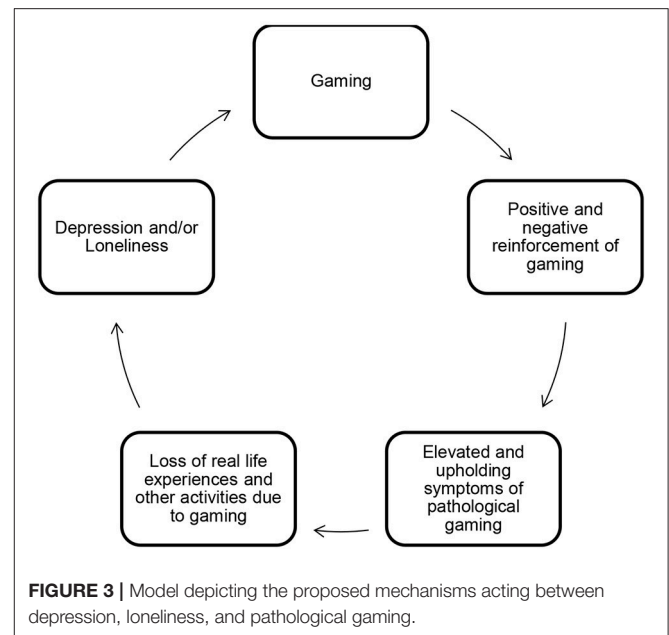 Gaming
Positive and
negative
reinforcement of
gaming
Elevated and
upholding
symptoms of
pathological
gaming
Loss of real life
experiences and
other activities due
to gaming
Depression and/or
Loneliness
FIGURE 3 | Model depicting the proposed mechanisms acting between
depression, loneliness, and pathological gaming.